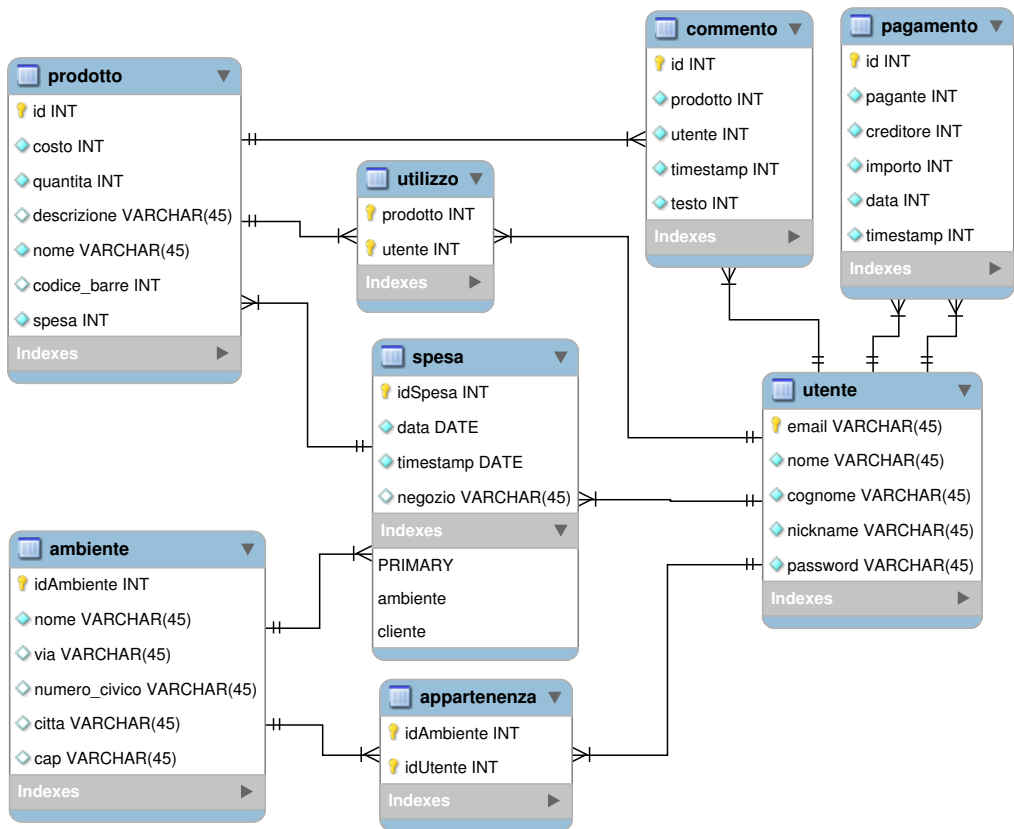 prodotto
id INT
costo INT
quantita INT
descrizione VARCHAR(45)
nome VARCHAR(45)
codice_barre INT
spesa INT
Indexes
utilizzo
prodotto INT
utente INT
Indexes
commento
id INT
prodotto INT
utente INT
timestamp INT
testo INT
Indexes
pagamento
id INT
pagante INT
creditore INT
importo INT
data INT
timestamp INT
Indexes
spesa
idSpesa INT
data DATE
timestamp DATE
negozio VARCHAR(45)
Indexes
PRIMARY
ambiente
cliente
utente
email VARCHAR(45)
nome VARCHAR(45)
cognome VARCHAR(45)
nickname VARCHAR(45)
password VARCHAR(45)
Indexes
ambiente
idAmbiente INT
nome VARCHAR(45)
via VARCHAR(45)
numero_civico VARCHAR(45)
citta VARCHAR(45)
cap VARCHAR(45)
Indexes
appartenenza
idAmbiente INT
idUtente INT
Indexes